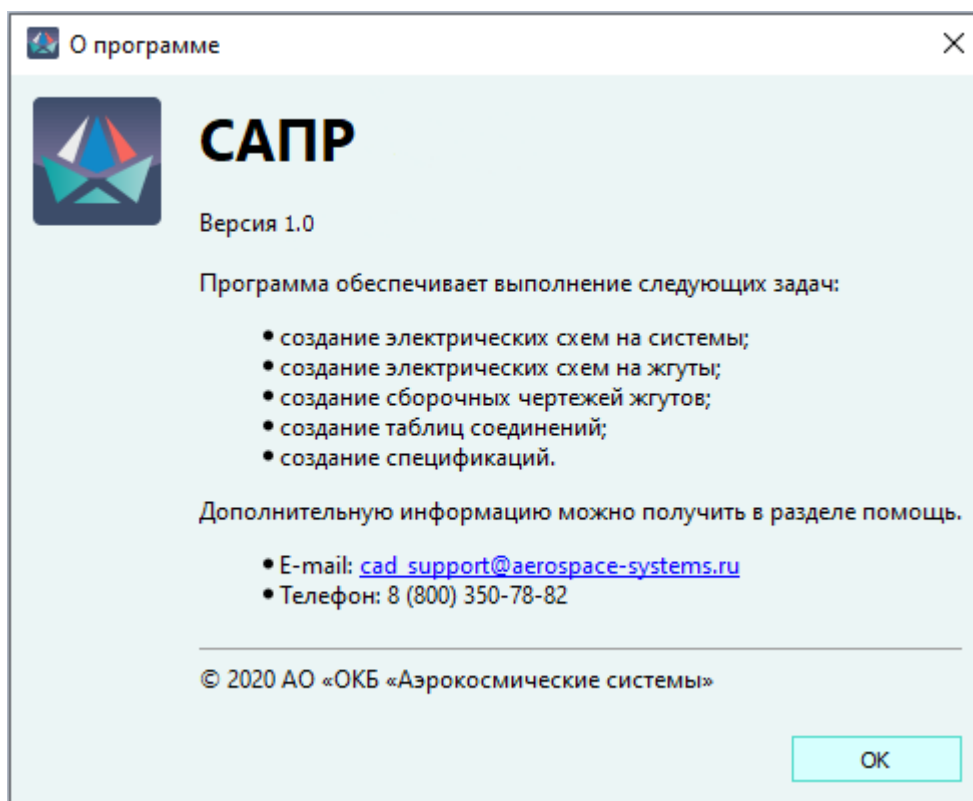 О программе
САПР
Версия 1.0
Программа обеспечивает выполнение следующих задач:
• создание электрических схем на системы;
• создание электрических схем на жгуты;
• создание сборочных чертежей жгутов;
• создание таблиц соединений;
• создание спецификаций.
Дополнительную информацию можно получить в разделе помощь.
• E-mail: cad_support@aerospace-systems.ru
• Телефон: 8 (800) 350-78-82
© 2020 АО «ОКБ «Аэрокосмические системы»
ОК